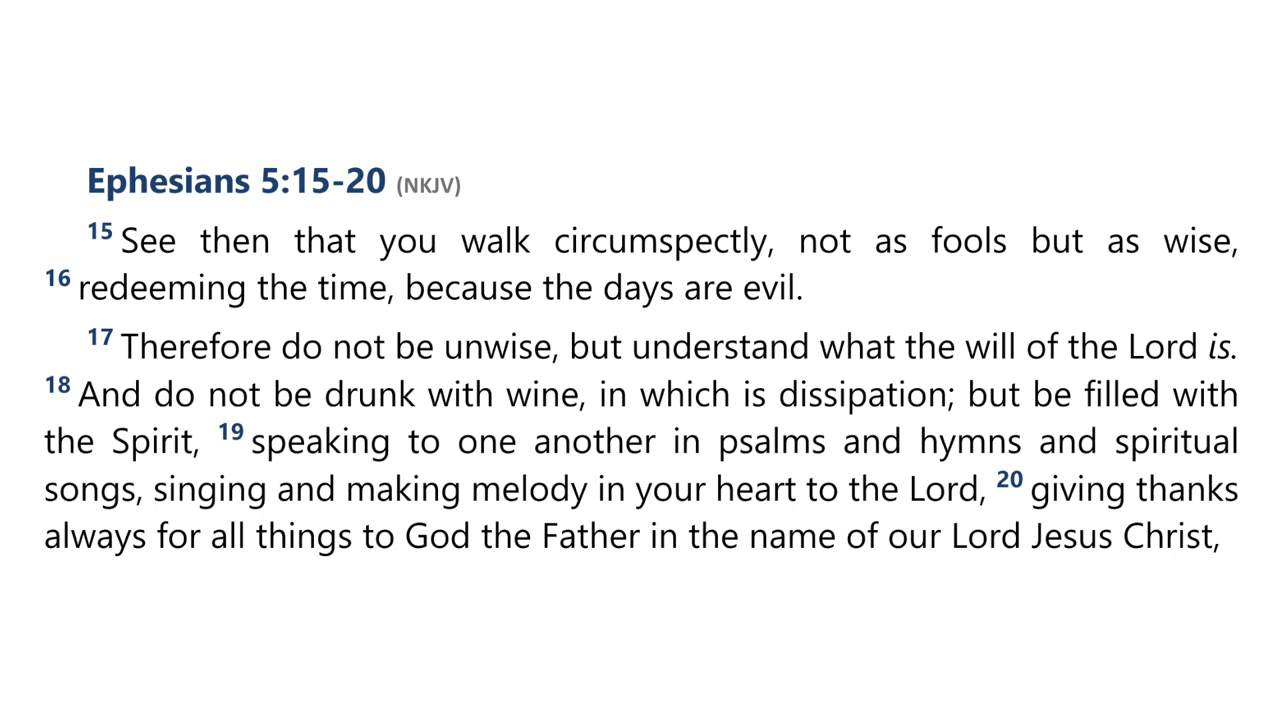 Ephesians 5:15-20 (NKJV)
15 See then that you walk circumspectly, not as fools but as wise,
16 redeeming the time, because the days are evil.
17 Therefore do not be unwise, but understand what the will of the Lord is.
18 And do not be drunk with wine, in which is dissipation; but be filled with
the Spirit, 19 speaking to one another in psalms and hymns and spiritual
songs, singing and making melody in your heart to the Lord, 20 giving thanks
always for all things to God the Father in the name of our Lord Jesus Christ,